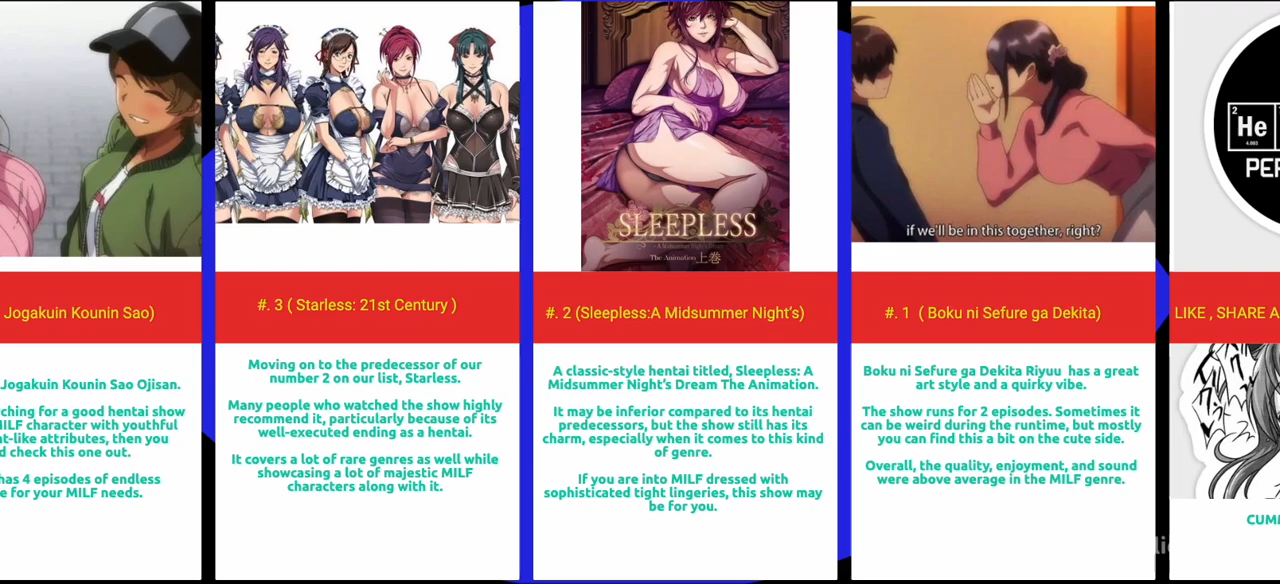 Jogakuin Kounin Sao)
Jogakuin Kounin Sao Ojisan.
ching for a good hentai show
MILF character with youthful
t-like attributes, then you
d check this one out.
has 4 episodes of endless
e for your MILF needs.
#. 3 ( Starless: 21st Century )
Moving on to the predecessor of our
number 2 on our list, Starless.
Many people who watched the show highly
recommend it, particularly because of its
well-executed ending as a hentai.
It covers a lot of rare genres as well while
showcasing a lot of majestic MILF
characters along with it.
SLEEPLESS
A Midsummer Night's Dream
The Animation 上巻
#. 2 (Sleepless:A Midsummer Night's)
A classic-style hentai titled, Sleepless: A
Midsummer Night's Dream The Animation.
It may be inferior compared to its hentai
predecessors, but the show still has its
charm, especially when it comes to this kind
of genre.
If you are into MILF dressed with
sophisticated tight lingeries, this show may
be for you.
if we'll be in this together, right?
#. 1 ( Boku ni Sefure ga Dekita)
Boku ni Sefure ga Dekita Riyuu has a great
art style and a quirky vibe.
The show runs for 2 episodes. Sometimes it
can be weird during the runtime, but mostly
you can find this a bit on the cute side.
Overall, the quality, enjoyment, and sound
were above average in the MILF genre.
2
He
4.003
PER
LIKE , SHARE A
CUM